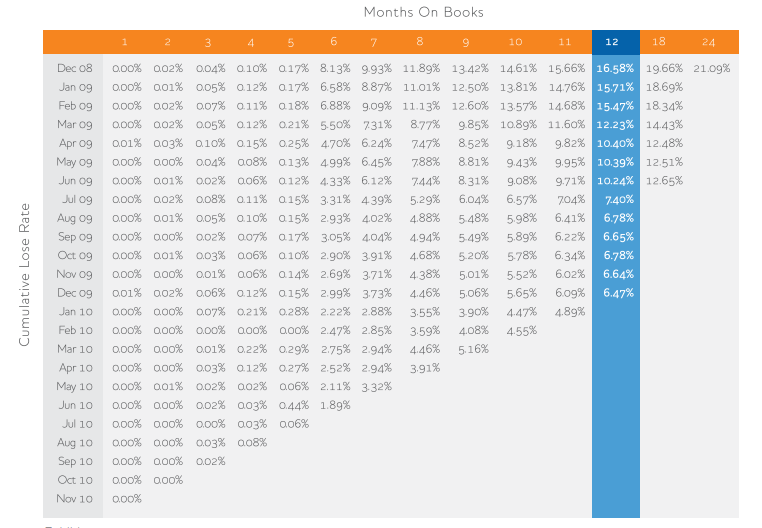 Months On Books
1 2 3 4 5 6 7 8 9 10 11 12 18 24
Cumulative Lose Rate
Dec 08 0.00% 0.02% 0.04% 0.10% 0.17% 8.13% 9.93% 11.89% 13.42% 14.61% 15.66% 16.58% 19.66% 21.09%
Jan 09 0.00% 0.01% 0.05% 0.12% 0.17% 6.58% 8.87% 11.01% 12.50% 13.81% 14.76% 15.71% 18.69%
Feb 09 0.00% 0.02% 0.07% 0.11% 0.18% 6.88% 9.09% 11.13% 12.60% 13.57% 14.68% 15.47% 18.34%
Mar 09 0.00% 0.02% 0.05% 0.12% 0.21% 5.50% 7.31% 8.77% 9.85% 10.89% 11.60% 12.23% 14.43%
Apr 09 0.01% 0.03% 0.10% 0.15% 0.25% 4.70% 6.24% 7.47% 8.52% 9.18% 9.82% 10.40% 12.48%
May 09 0.00% 0.00% 0.04% 0.08% 0.13% 4.99% 6.45% 7.88% 8.81% 9.43% 9.95% 10.39% 12.51%
Jun 09 0.00% 0.01% 0.02% 0.06% 0.12% 4.33% 6.12% 7.44% 8.31% 9.08% 9.71% 10.24% 12.65%
Jul 09 0.00% 0.02% 0.08% 0.11% 0.15% 3.31% 4.39% 5.29% 6.04% 6.57% 7.04% 7.40%
Aug 09 0.00% 0.01% 0.05% 0.10% 0.15% 2.93% 4.02% 4.88% 5.48% 5.98% 6.41% 6.78%
Sep 09 0.00% 0.00% 0.02% 0.07% 0.17% 3.05% 4.04% 4.94% 5.49% 5.89% 6.22% 6.65%
Oct 09 0.00% 0.01% 0.03% 0.06% 0.10% 2.90% 3.91% 4.68% 5.20% 5.78% 6.34% 6.78%
Nov 09 0.00% 0.00% 0.01% 0.06% 0.14% 2.69% 3.71% 4.38% 5.01% 5.52% 6.02% 6.64%
Dec 09 0.01% 0.02% 0.06% 0.12% 0.15% 2.99% 3.73% 4.46% 5.06% 5.65% 6.09% 6.47%
Jan 10 0.00% 0.00% 0.07% 0.21% 0.28% 2.22% 2.88% 3.55% 3.90% 4.47% 4.89%
Feb 10 0.00% 0.00% 0.00% 0.00% 0.00% 2.47% 2.85% 3.59% 4.08% 4.55%
Mar 10 0.00% 0.00% 0.01% 0.22% 0.29% 2.75% 2.94% 4.46% 5.16%
Apr 10 0.00% 0.00% 0.03% 0.12% 0.27% 2.52% 2.94% 3.91%
May 10 0.00% 0.01% 0.02% 0.02% 0.06% 2.11% 3.32%
Jun 10 0.00% 0.00% 0.02% 0.03% 0.44% 1.89%
Jul 10 0.00% 0.00% 0.00% 0.03% 0.06%
Aug 10 0.00% 0.00% 0.03% 0.08%
Sep 10 0.00% 0.00% 0.02%
Oct 10 0.00% 0.00%
Nov 10 0.00%